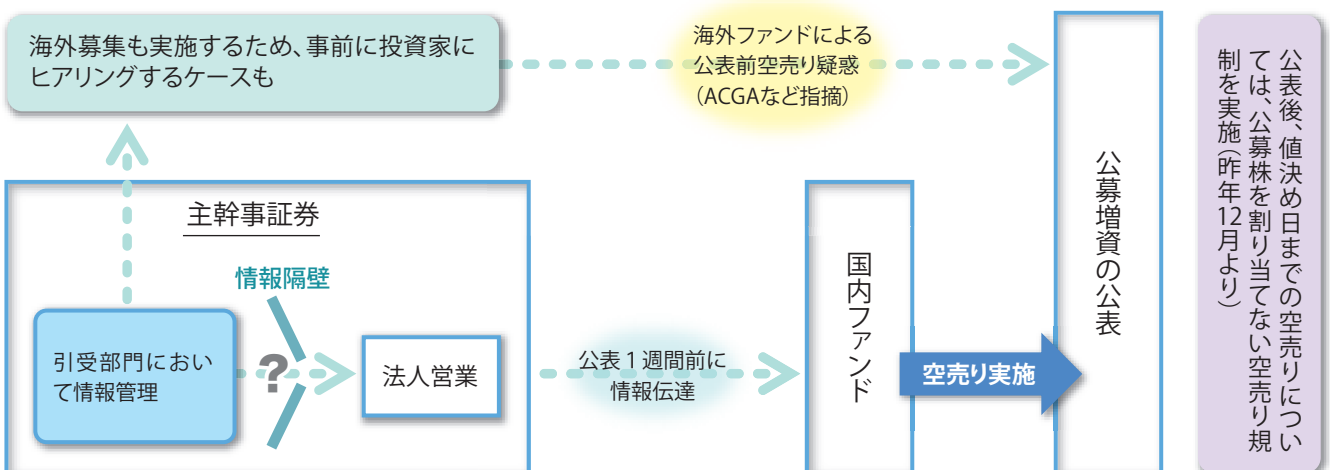 海外募集も実施するため、事前に投資家に
ヒアリングするケースも
海外ファンドによる
公表前空売り疑惑
（ACGAなど指摘）
主幹事証券
情報隔壁
引受部門におい
て情報管理
?
法人営業
公表１週間前に
情報伝達
国内ファンド
空売り実施
公募増資の公表
公表後、値決め日までの空売りについ
ては、公募株を割り当てない空売り規
制を実施（昨年12月より）